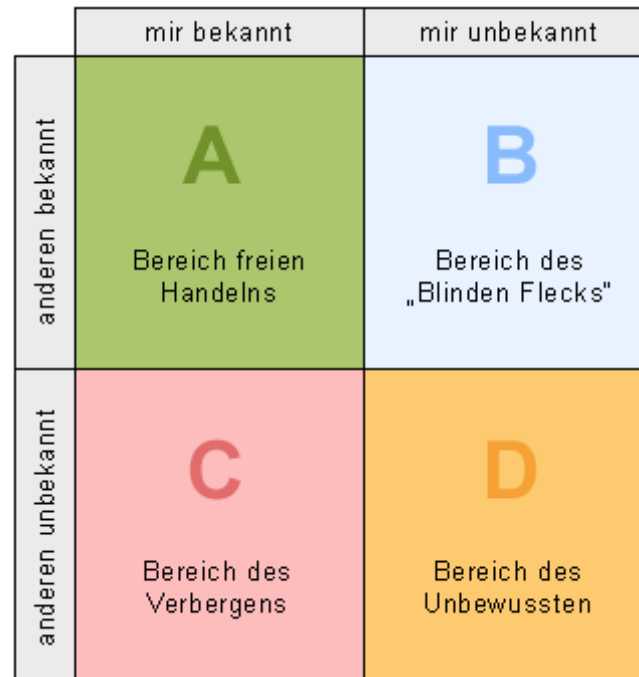 mir bekannt
mir unbekannt
anderen bekannt
A
Bereich freien
Handelns
B
Bereich des
„Blinden Flecks“
anderen unbekannt
C
Bereich des
Verbergens
D
Bereich des
Unbewussten